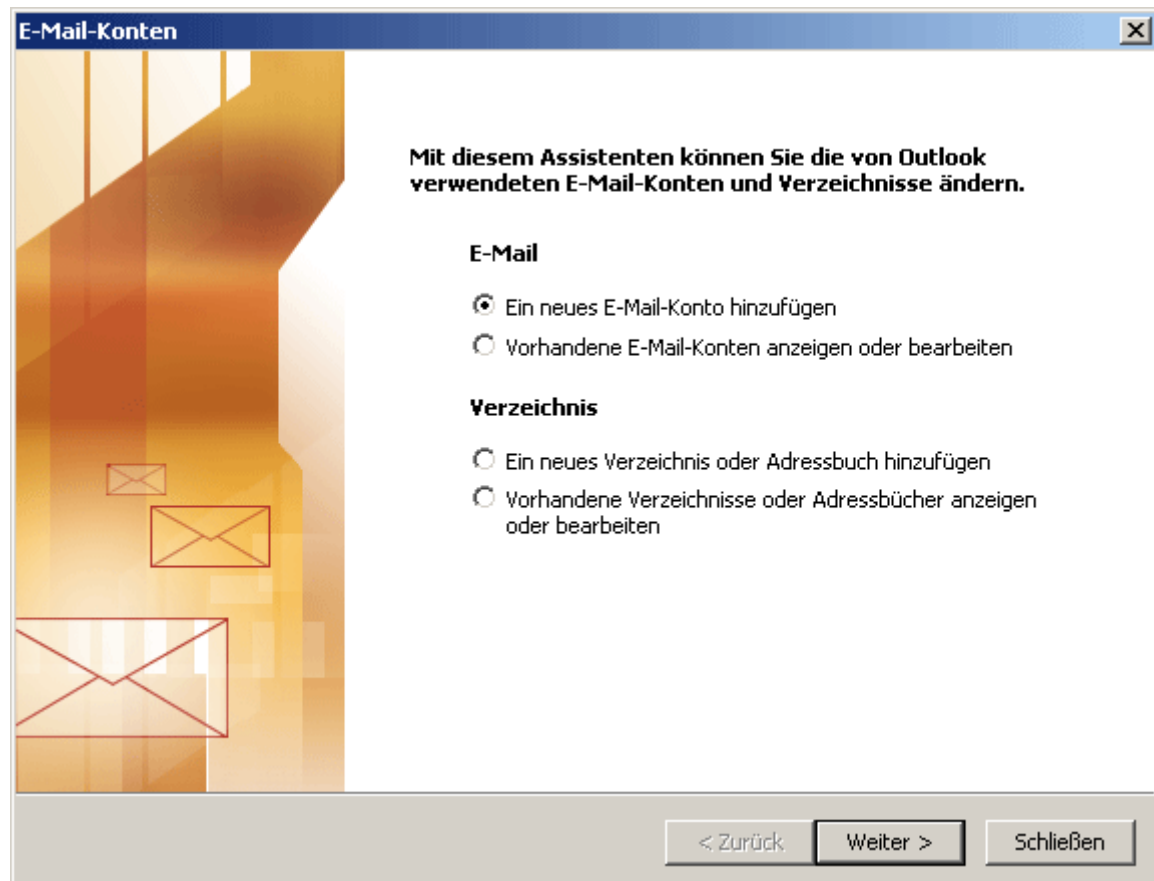 E-Mail-Konten
Mit diesem Assistenten können Sie die von Outlook
verwendeten E-Mail-Konten und Verzeichnisse ändern.
E-Mail
Ein neues E-Mail-Konto hinzufügen
Vorhandene E-Mail-Konten anzeigen oder bearbeiten
Verzeichnis
Ein neues Verzeichnis oder Adressbuch hinzufügen
Vorhandene Verzeichnisse oder Adressbücher anzeigen
oder bearbeiten
< Zurück Weiter > Schließen